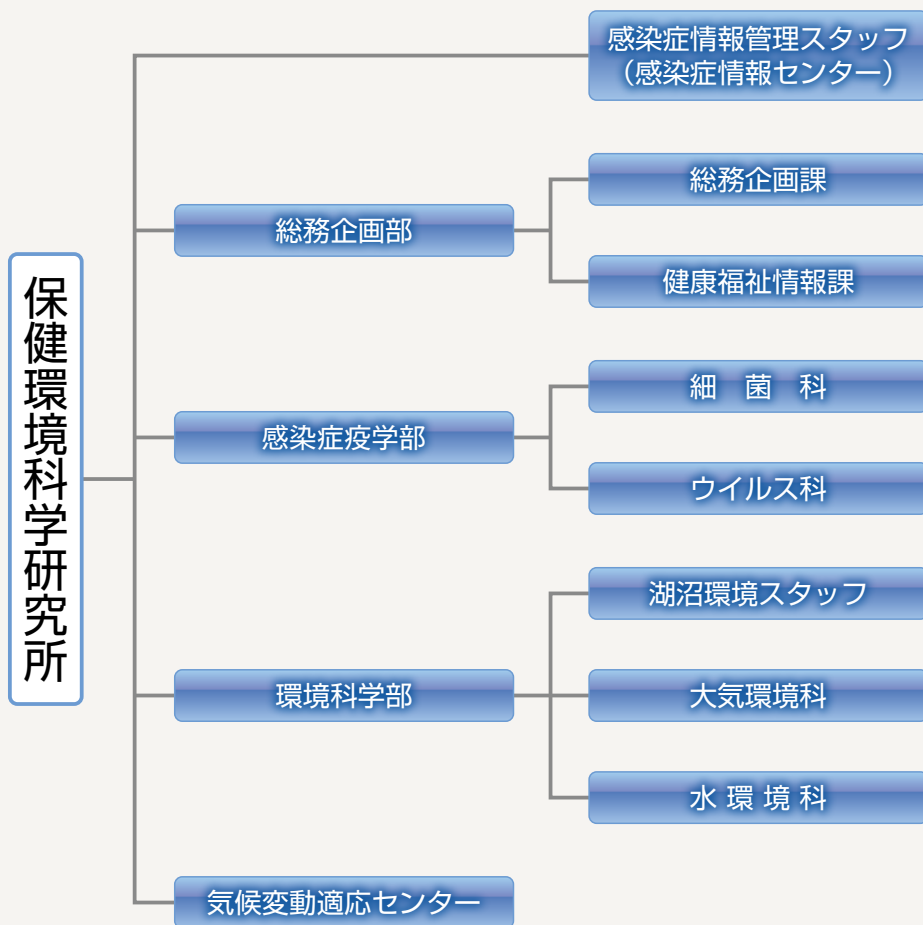 保健環境科学研究所
感染症情報管理スタッフ
（感染症情報センター）
総務企画部
総務企画課
健康福祉情報課
感染症疫学部
細　菌　科
ウイルス科
環境科学部
湖沼環境スタッフ
大気環境科
水 環 境 科
気候変動適応センター